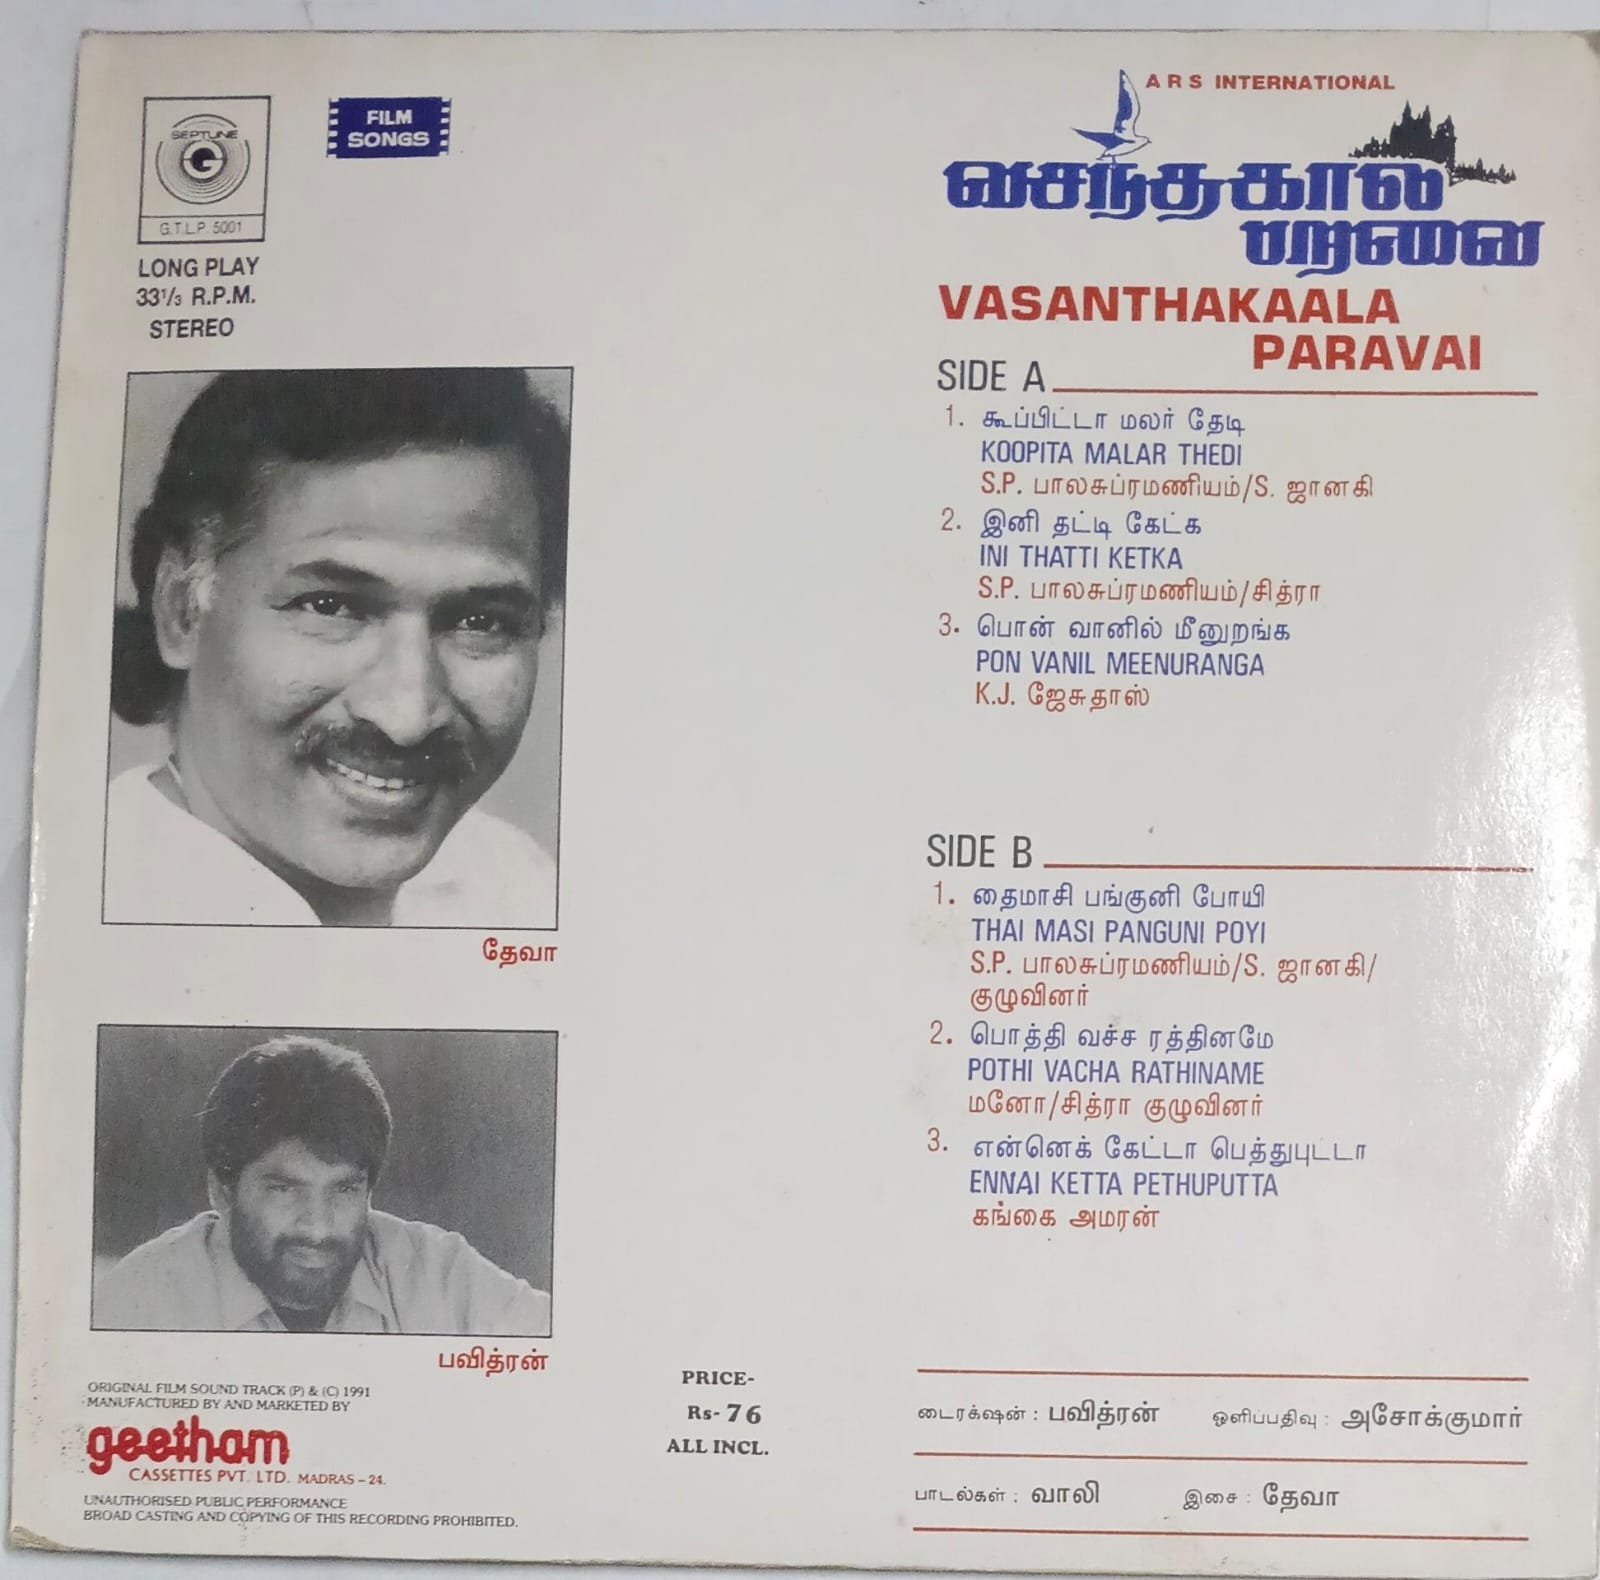 SEPTUNE
G
G.T.L.P. 5001
LONG PLAY
33 1/3 R.P.M.
STEREO
FILM
SONGS
A R S INTERNATIONAL
வசந்தகால
பறவை
VASANTHAKAALA
PARAVAI
SIDE A
1. கூப்பிட்டா மலர் தேடி
KOOPITA MALAR THEDI
S.P. பாலசுப்ரமணியம்/S. ஜானகி
2. இனி தட்டி கேட்க
INI THATTI KETKA
S.P. பாலசுப்ரமணியம்/சித்ரா
3. பொன் வானில் மீனுறங்க
PON VANIL MEENURANGA
K.J. ஜேசுதாஸ்
SIDE B
1. தைமாசி பங்குனி போயி
THAI MASI PANGUNI POYI
S.P. பாலசுப்ரமணியம்/S. ஜானகி/
குழுவினர்
2. பொத்தி வச்ச ரத்தினமே
POTHI VACHA RATHINAME
மனோ/சித்ரா குழுவினர்
3. என்னெக் கேட்டா பெத்துபுட்டா
ENNAI KETTA PETHUPUTTA
கங்கை அமரன்
தேவா
பவித்ரன்
ORIGINAL FILM SOUND TRACK (P) & (C) 1991
MANUFACTURED BY AND MARKETED BY
geetham
CASSETTES PVT. LTD. MADRAS – 24.
UNAUTHORISED PUBLIC PERFORMANCE
BROAD CASTING AND COPYING OF THIS RECORDING PROHIBITED.
PRICE-
Rs- 76
ALL INCL.
டைரக்ஷன் : பவித்ரன் ஒளிப்பதிவு : அசோக்குமார்
பாடல்கள் : வாலி இசை : தேவா